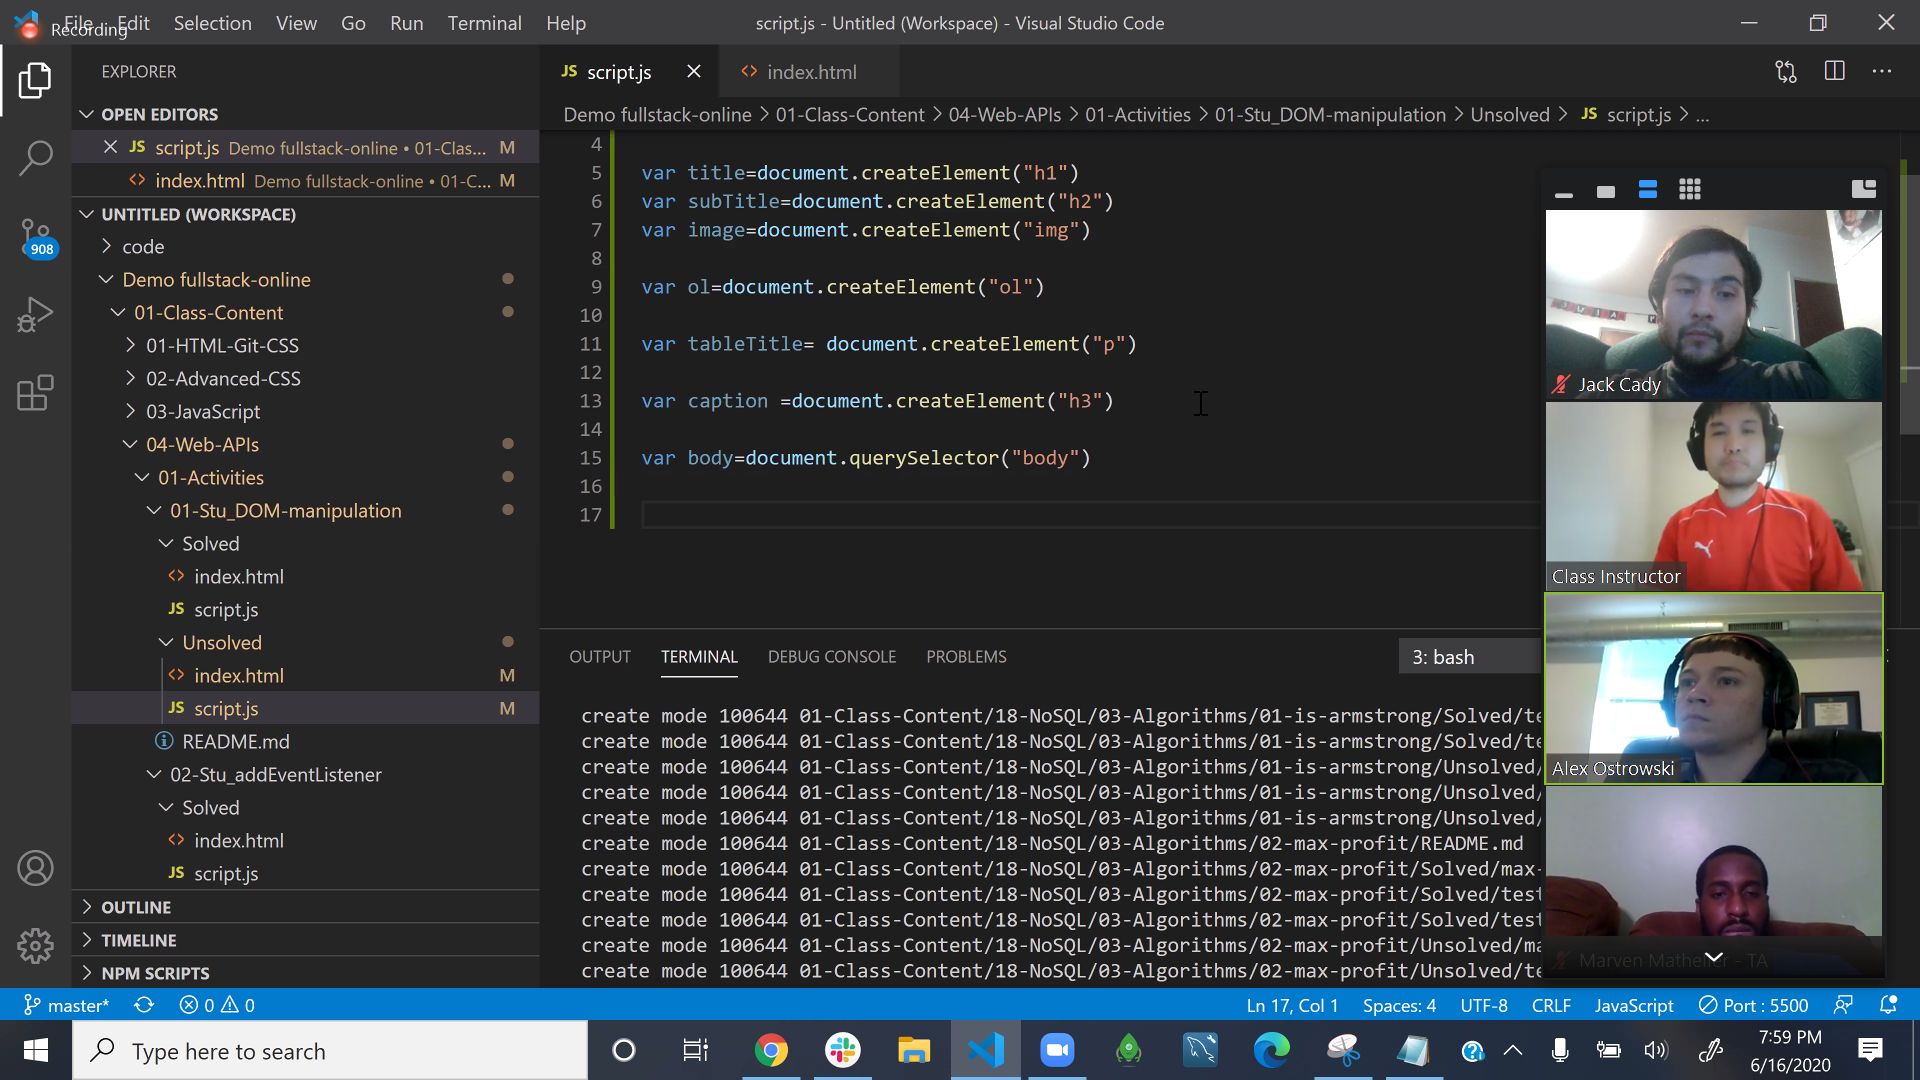 File Edit Selection View Go Run Terminal Help
Recording
script.js - Untitled (Workspace) - Visual Studio Code
EXPLORER
OPEN EDITORS
JS script.js Demo fullstack-online • 01-Clas... M
<> index.html Demo fullstack-online • 01-C... M
UNTITLED (WORKSPACE)
code
Demo fullstack-online
01-Class-Content
01-HTML-Git-CSS
02-Advanced-CSS
03-JavaScript
04-Web-APIs
01-Activities
01-Stu_DOM-manipulation
Solved
<> index.html
JS script.js
Unsolved
<> index.html M
JS script.js M
README.md
02-Stu_addEventListener
Solved
<> index.html
JS script.js
OUTLINE
TIMELINE
NPM SCRIPTS
908
JS script.js
<> index.html
Demo fullstack-online > 01-Class-Content > 04-Web-APIs > 01-Activities > 01-Stu_DOM-manipulation > Unsolved > JS script.js > ...
4
5 var title=document.createElement("h1")
6 var subTitle=document.createElement("h2")
7 var image=document.createElement("img")
8
9 var ol=document.createElement("ol")
10
11 var tableTitle= document.createElement("p")
12
13 var caption =document.createElement("h3")
14
15 var body=document.querySelector("body")
16
17
OUTPUT TERMINAL DEBUG CONSOLE PROBLEMS
3: bash
create mode 100644 01-Class-Content/18-NoSQL/03-Algorithms/01-is-armstrong/Solved/te
create mode 100644 01-Class-Content/18-NoSQL/03-Algorithms/01-is-armstrong/Solved/te
create mode 100644 01-Class-Content/18-NoSQL/03-Algorithms/01-is-armstrong/Unsolved/
create mode 100644 01-Class-Content/18-NoSQL/03-Algorithms/01-is-armstrong/Unsolved/
create mode 100644 01-Class-Content/18-NoSQL/03-Algorithms/01-is-armstrong/Unsolved/
create mode 100644 01-Class-Content/18-NoSQL/03-Algorithms/02-max-profit/README.md
create mode 100644 01-Class-Content/18-NoSQL/03-Algorithms/02-max-profit/Solved/max-
create mode 100644 01-Class-Content/18-NoSQL/03-Algorithms/02-max-profit/Solved/test
create mode 100644 01-Class-Content/18-NoSQL/03-Algorithms/02-max-profit/Solved/test
create mode 100644 01-Class-Content/18-NoSQL/03-Algorithms/02-max-profit/Unsolved/ma
create mode 100644 01-Class-Content/18-NoSQL/03-Algorithms/02-max-profit/Unsolved/te
Jack Cady
Class Instructor
Alex Ostrowski
Marven - TA
master* 0 0
Ln 17, Col 1 Spaces: 4 UTF-8 CRLF JavaScript Port : 5500
Type here to search
7:59 PM
6/16/2020